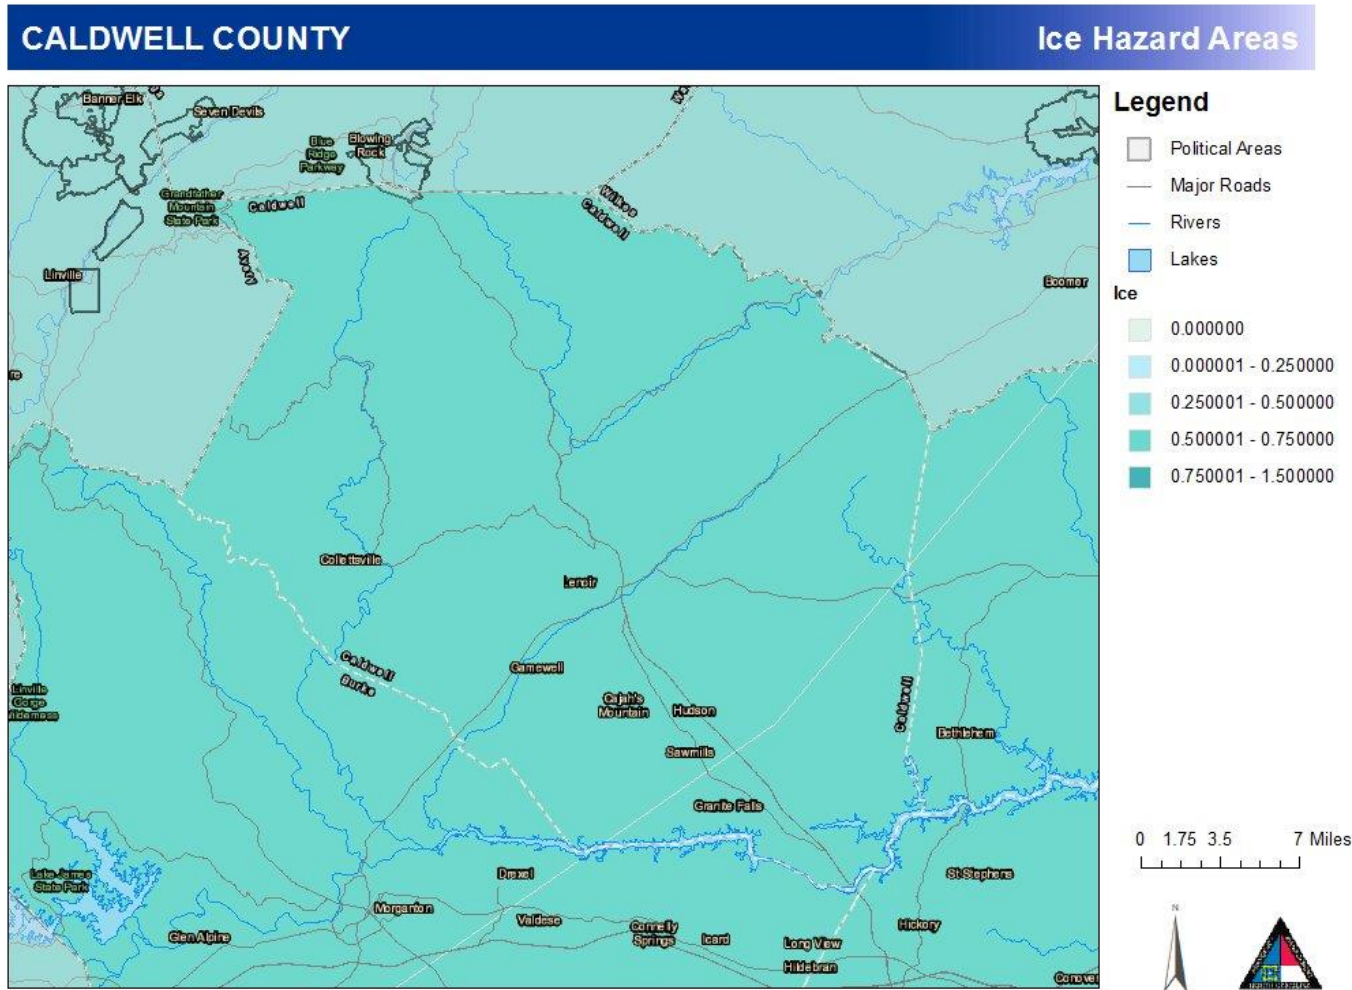 CALDWELL COUNTY
Ice Hazard Areas
Banner Elk
Seven Devils
Blue
Ridge
Parkway
Blowing
Rock
Grandfather
Mountain
State Park
Caldwell
Wilkes
Caldwell
Avery
Linville
Boomer
Collettsville
Lenoir
Caldwell
Burke
Gamewell
Cajah's
Mountain
Hudson
Sawmills
Caldwell
Bethlehem
Granite Falls
Linville
Gorge
Lake James
State Park
Drexel
St Stephens
Morganton
Valdese
Glen Alpine
Connelly
Springs
Icard
Long View
Hickory
Hildebran
Conover
Legend
Political Areas
Major Roads
Rivers
Lakes
Ice
0.000000
0.000001 - 0.250000
0.250001 - 0.500000
0.500001 - 0.750000
0.750001 - 1.500000
0 1.75 3.5 7 Miles
N